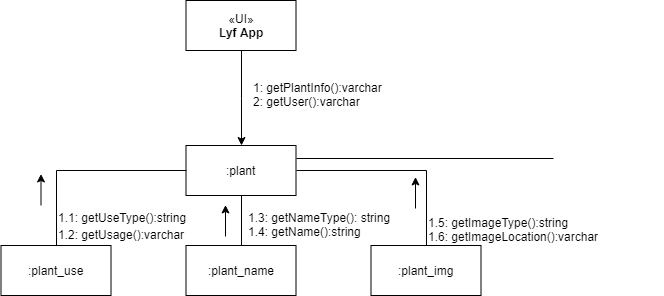 «UI»
Lyf App
1: getPlantInfo():varchar
2: getUser():varchar
:plant
1.1: getUseType():string
1.2: getUsage():varchar
1.3: getNameType(): string
1.4: getName():string
1.5: getImageType():string
1.6: getImageLocation():varchar
:plant_use
:plant_name
:plant_img